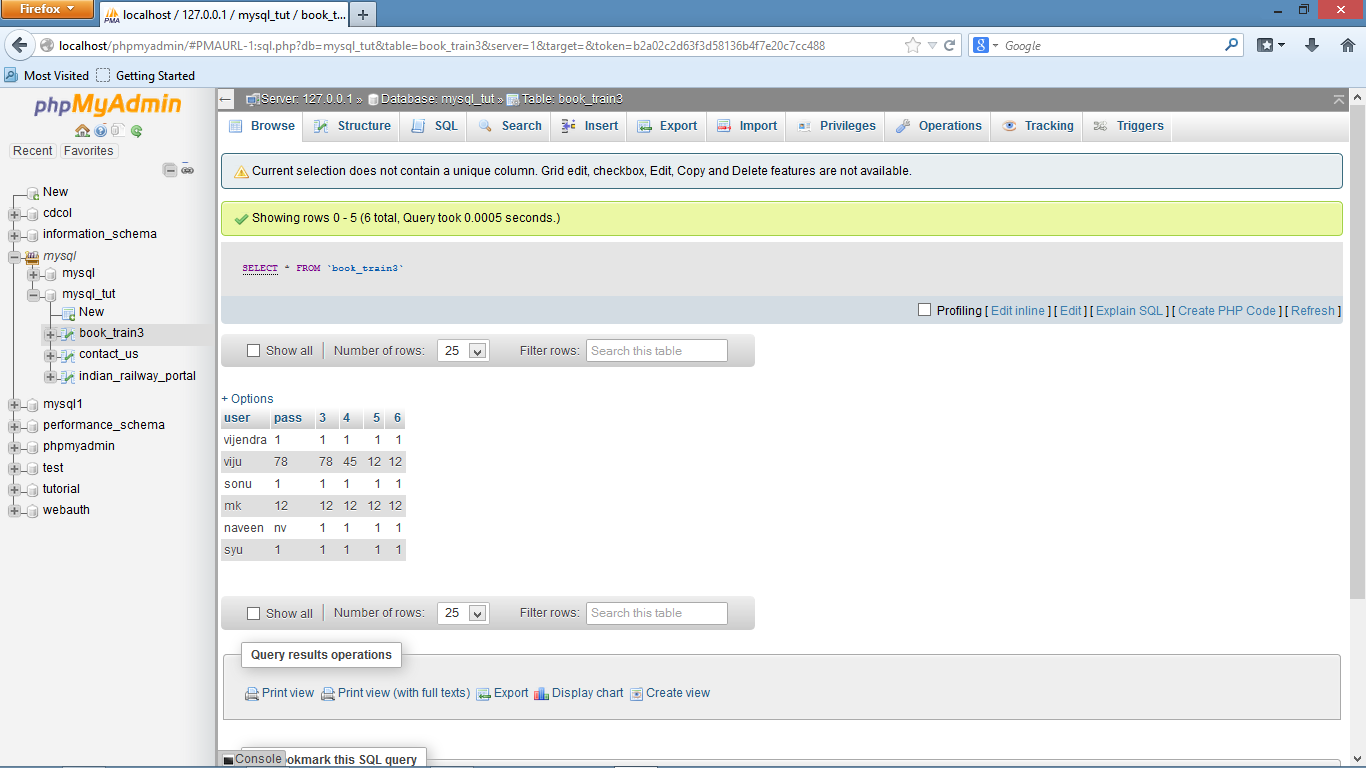 Firefox
localhost / 127.0.0.1 / mysql_tut / book_t...
localhost/phpmyadmin/#PMAURL-1:sql.php?db=mysql_tut&table=book_train3&server=1&target=&token=b2a02c2d63f3d58136b4f7e20c7cc488
Google
Most Visited Getting Started
phpMyAdmin
Recent Favorites
New
cdcol
information_schema
mysql
mysql
mysql_tut
New
book_train3
contact_us
indian_railway_portal
mysql1
performance_schema
phpmyadmin
test
tutorial
webauth
Server: 127.0.0.1 » Database: mysql_tut » Table: book_train3
Browse Structure SQL Search Insert Export Import Privileges Operations Tracking Triggers
Current selection does not contain a unique column. Grid edit, checkbox, Edit, Copy and Delete features are not available.
Showing rows 0 - 5 (6 total, Query took 0.0005 seconds.)
SELECT * FROM `book_train3`
Profiling [ Edit inline ] [ Edit ] [ Explain SQL ] [ Create PHP Code ] [ Refresh ]
Show all Number of rows: 25 Filter rows: Search this table
+ Options
user pass 3 4 5 6
vijendra 1 1 1 1 1
viju 78 78 45 12 12
sonu 1 1 1 1 1
mk 12 12 12 12 12
naveen nv 1 1 1 1
syu 1 1 1 1 1
Show all Number of rows: 25 Filter rows: Search this table
Query results operations
Print view Print view (with full texts) Export Display chart Create view
Console
okmark this SQL query